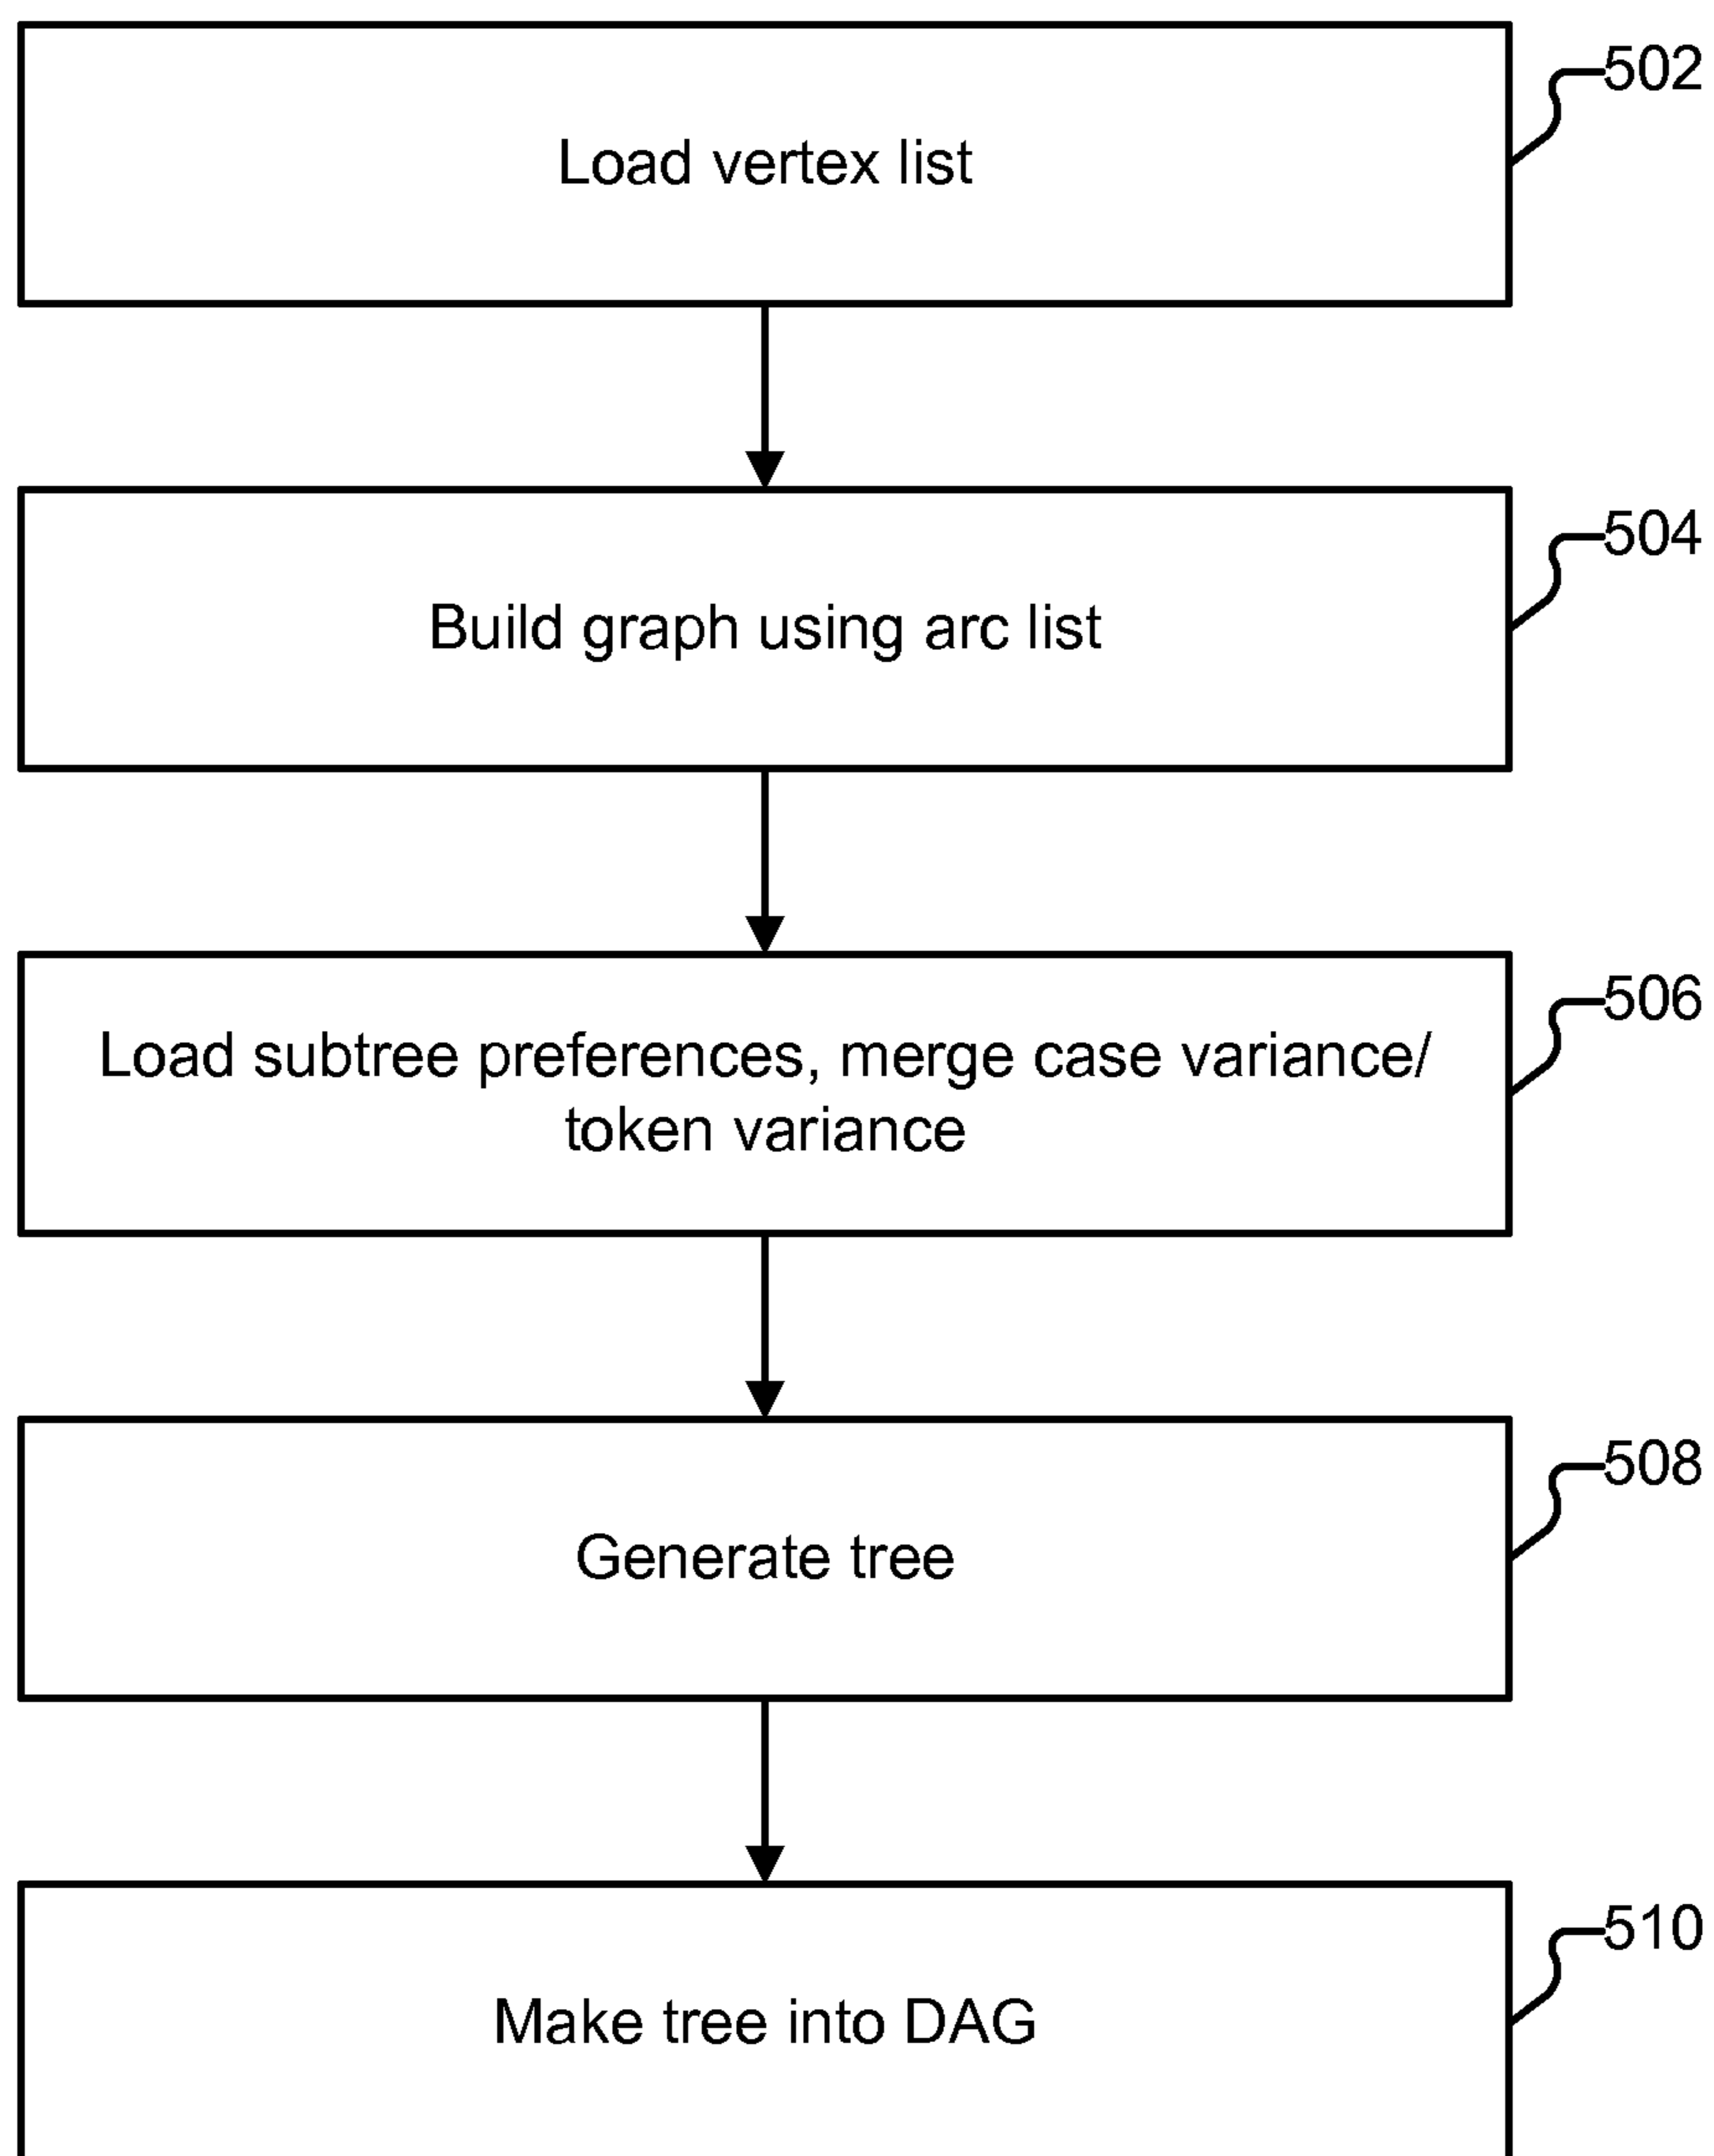 502
Load vertex list
504
Build graph using arc list
506
Load subtree preferences, merge case variance/
token variance
508
Generate tree
510
Make tree into DAG